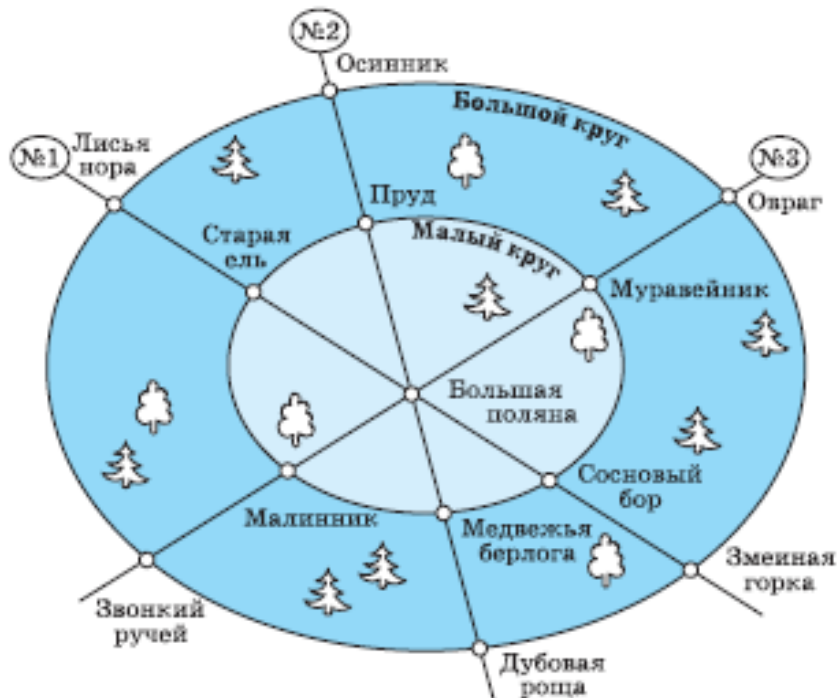 №2
Осинник
Большой круг
№1
Лисья
нора
№3
Овраг
Пруд
Старая
ель
Малый круг
Муравейник
Большая
поляна
Сосновый
бор
Малинник
Медвежья
берлога
Змеиная
горка
Звонкий
ручей
Дубовая
роща